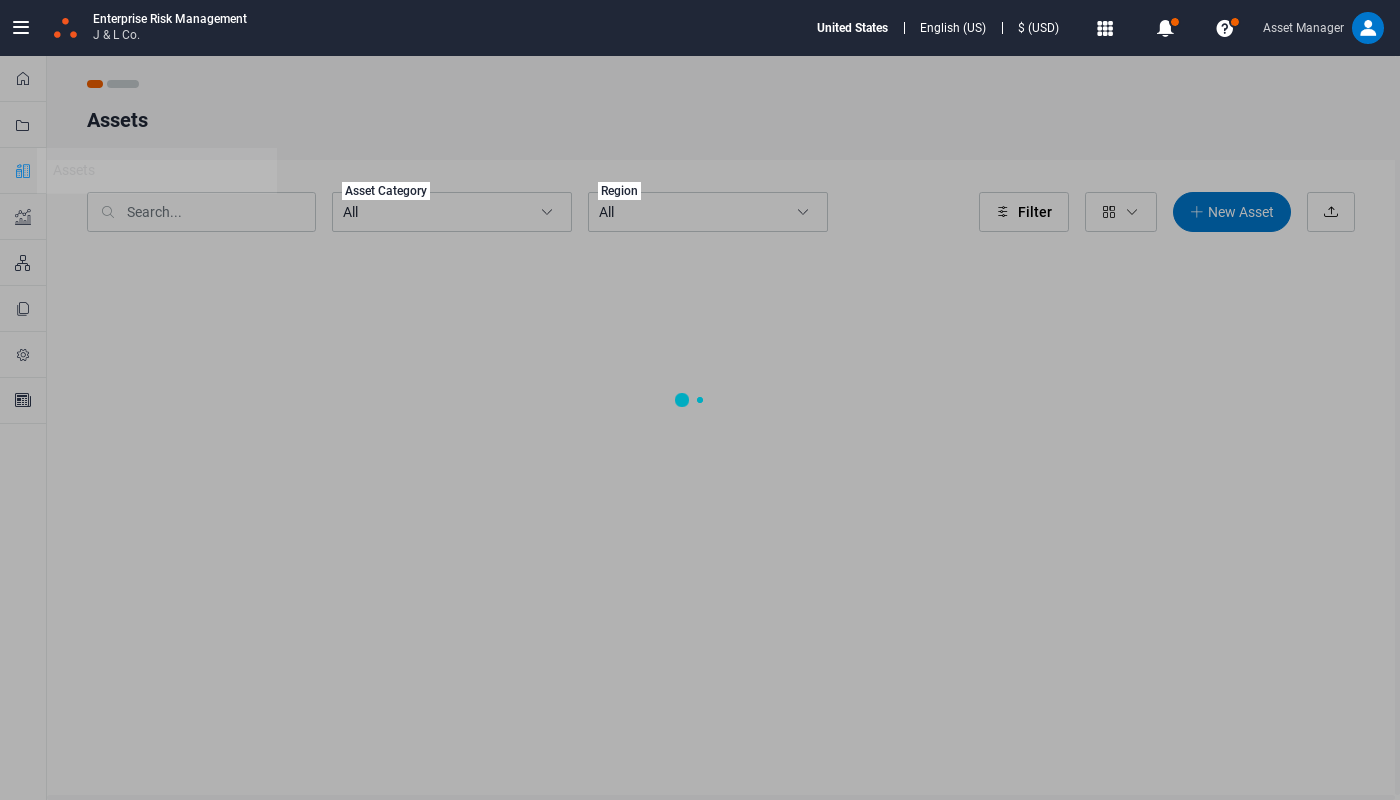 Enterprise Risk Management
J & L Co.
United States
English (US)
$ (USD)
Asset Manager
Assets
Assets
Search...
Asset Category
All
Region
All
Filter
New Asset